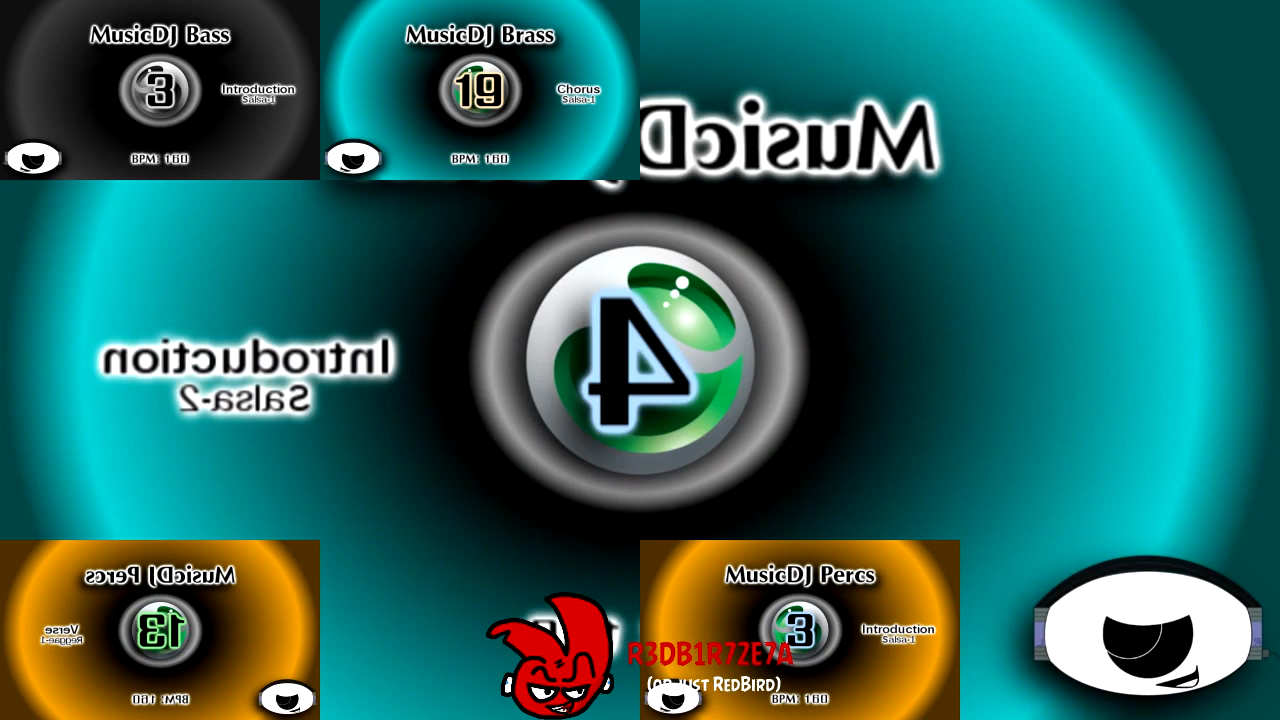 MusicDJ Bass
3
Introduction
Salsa-1
BPM: 160
MusicDJ Brass
19
Chorus
Salsa-1
BPM: 160
MusicD
4
Introduction
Salsa-2
MusicDJ Percs
13
Verse
Reggae-1
BPM: 160
MusicDJ Percs
3
Introduction
Salsa-1
BPM: 160
R3DB1R7ZE7A
(or just RedBird)